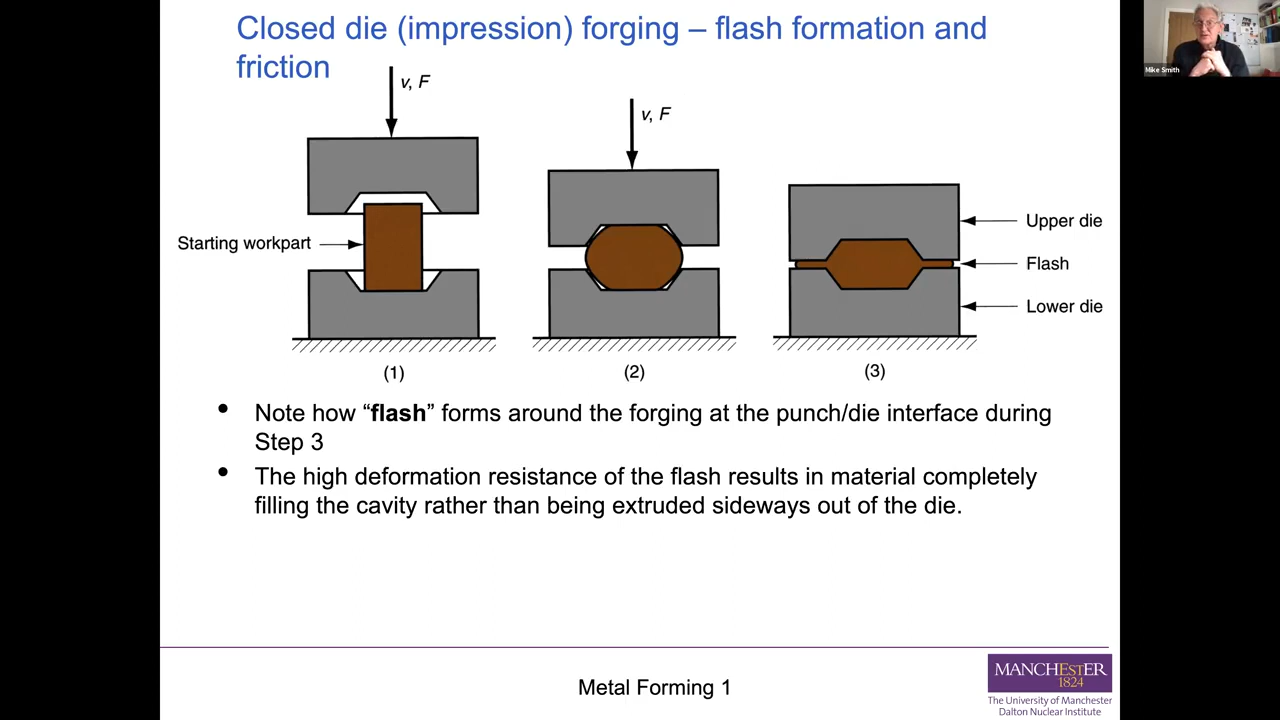 Closed die (impression) forging – flash formation and
friction
v, F
v, F
Starting workpart
Upper die
Flash
Lower die
(1)
(2)
(3)
• Note how “flash” forms around the forging at the punch/die interface during
Step 3
• The high deformation resistance of the flash results in material completely
filling the cavity rather than being extruded sideways out of the die.
Metal Forming 1
MANCHESTER
1824
The University of Manchester
Dalton Nuclear Institute
Mike Smith